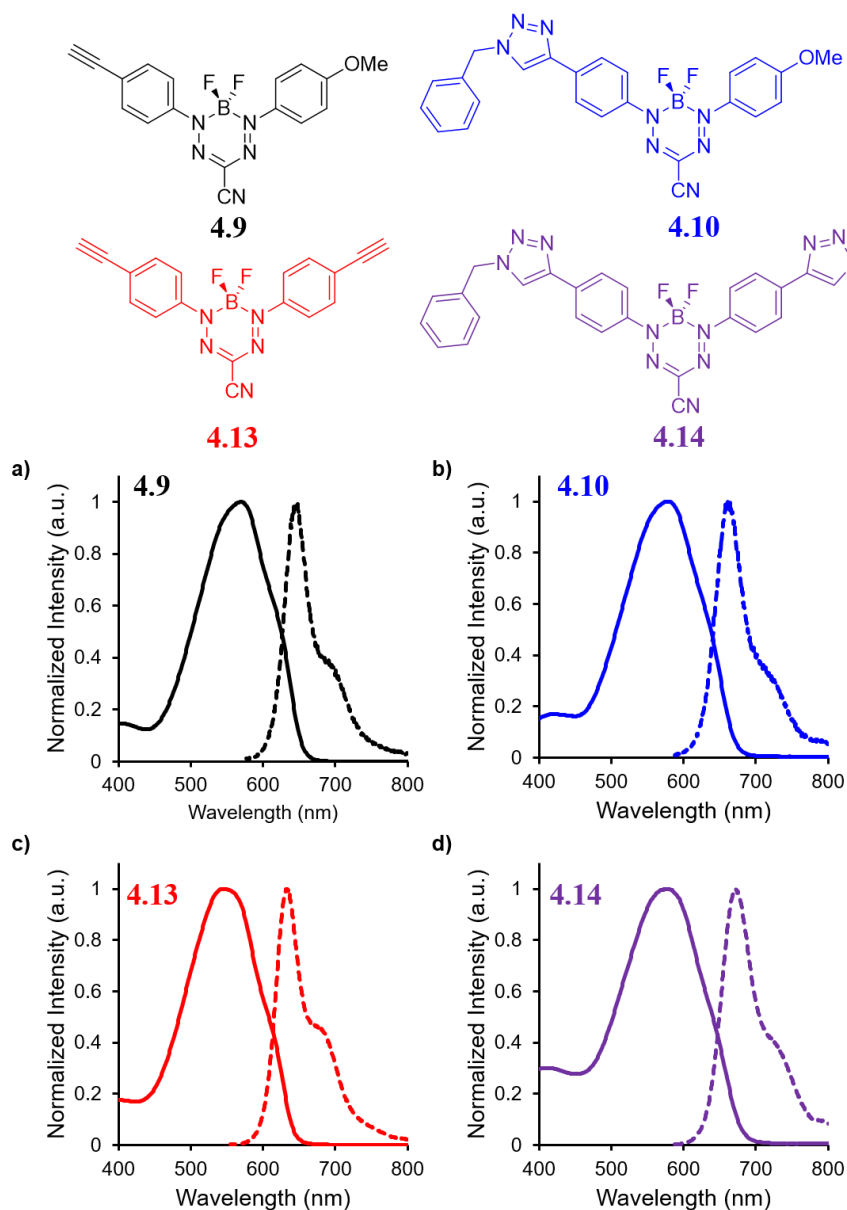 OMe
F F
B
N N
N N
CN
4.9
N N
N
F F
B
OMe
N N
N N
CN
4.10
F F
B
N N
N N
CN
4.13
N N
N
N N
F F
B
N N
N N
CN
4.14
a)
4.9
Normalized Intensity (a.u.)
1
0.8
0.6
0.4
0.2
0
400 500 600 700 800
Wavelength (nm)
b)
4.10
Normalized Intensity (a.u.)
1
0.8
0.6
0.4
0.2
0
400 500 600 700 800
Wavelength (nm)
c)
4.13
Normalized Intensity (a.u.)
1
0.8
0.6
0.4
0.2
0
400 500 600 700 800
Wavelength (nm)
d)
4.14
Normalized Intensity (a.u.)
1
0.8
0.6
0.4
0.2
0
400 500 600 700 800
Wavelength (nm)